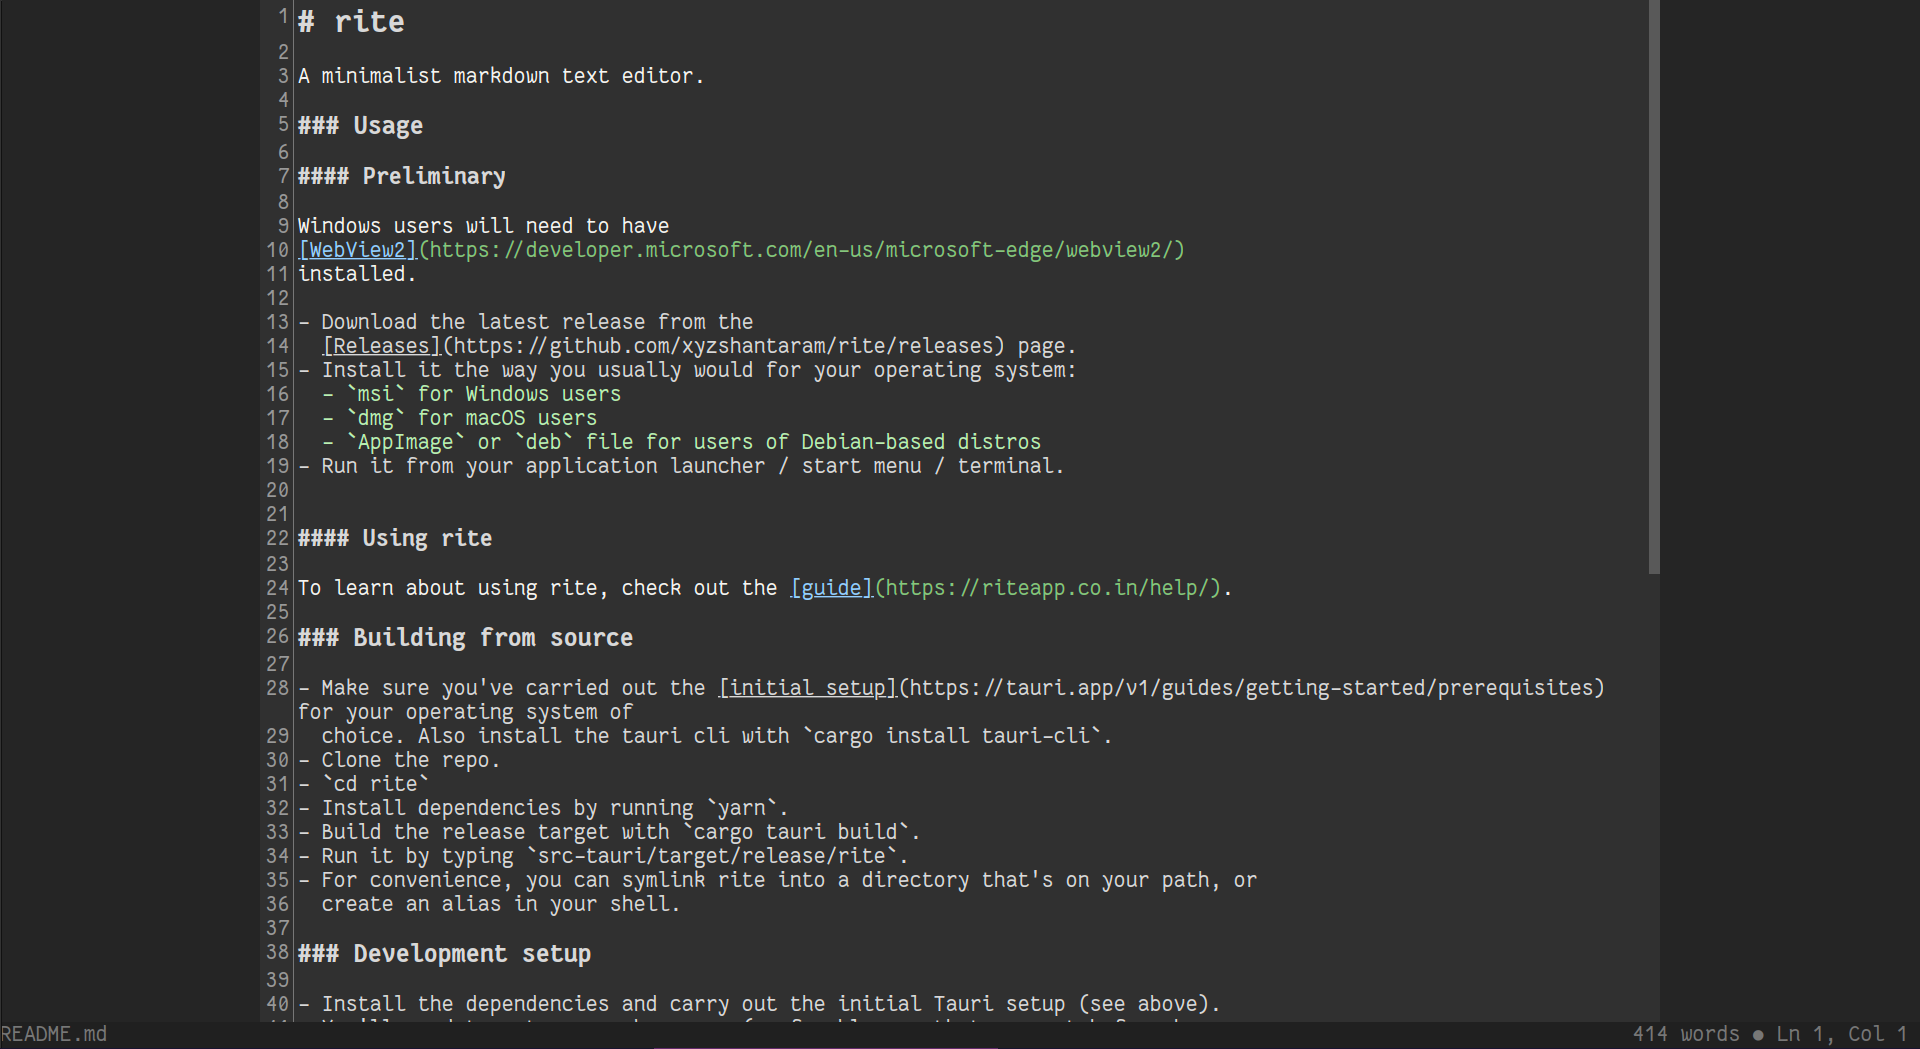 1 # rite
2
3 A minimalist markdown text editor.
4
5 ### Usage
6
7 #### Preliminary
8
9 Windows users will need to have
10 [WebView2](https://developer.microsoft.com/en-us/microsoft-edge/webview2/)
11 installed.
12
13 - Download the latest release from the
14   [Releases](https://github.com/xyzshantaram/rite/releases) page.
15 - Install it the way you usually would for your operating system:
16   - `msi` for Windows users
17   - `dmg` for macOS users
18   - `AppImage` or `deb` file for users of Debian-based distros
19 - Run it from your application launcher / start menu / terminal.
20
21
22 #### Using rite
23
24 To learn about using rite, check out the [guide](https://riteapp.co.in/help/).
25
26 ### Building from source
27
28 - Make sure you've carried out the [initial setup](https://tauri.app/v1/guides/getting-started/prerequisites)
for your operating system of
29   choice. Also install the tauri cli with `cargo install tauri-cli`.
30 - Clone the repo.
31 - `cd rite`
32 - Install dependencies by running `yarn`.
33 - Build the release target with `cargo tauri build`.
34 - Run it by typing `src-tauri/target/release/rite`.
35 - For convenience, you can symlink rite into a directory that's on your path, or
36   create an alias in your shell.
37
38 ### Development setup
39
40 - Install the dependencies and carry out the initial Tauri setup (see above).
README.md
414 words ● Ln 1, Col 1